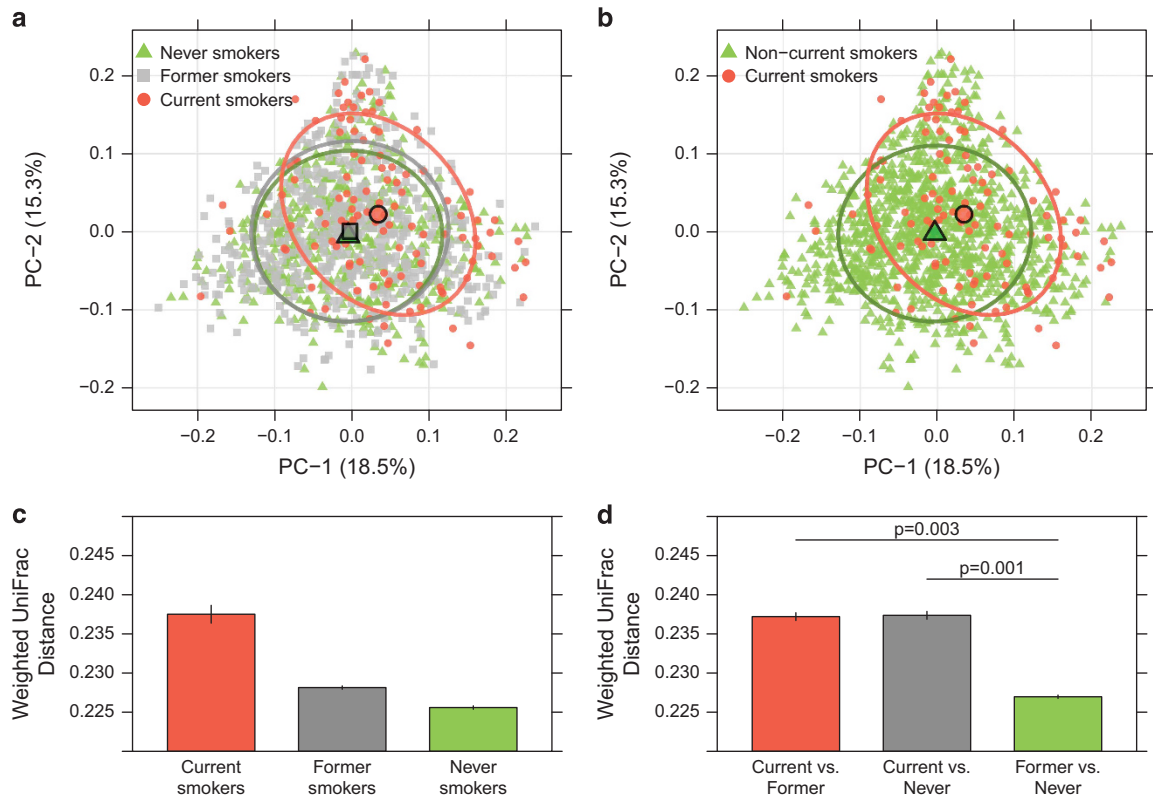 a
Never smokers
Former smokers
Current smokers
0.2
0.1
0.0
−0.1
−0.2
PC−2 (15.3%)
−0.2
−0.1
0.0
0.1
0.2
PC−1 (18.5%)
b
Non-current smokers
Current smokers
0.2
0.1
0.0
−0.1
−0.2
PC−2 (15.3%)
−0.2
−0.1
0.0
0.1
0.2
PC−1 (18.5%)
c
Weighted UniFrac
Distance
0.245
0.240
0.235
0.230
0.225
Current
smokers
Former
smokers
Never
smokers
d
Weighted UniFrac
Distance
0.245
0.240
0.235
0.230
0.225
p=0.003
p=0.001
Current vs.
Former
Current vs.
Never
Former vs.
Never